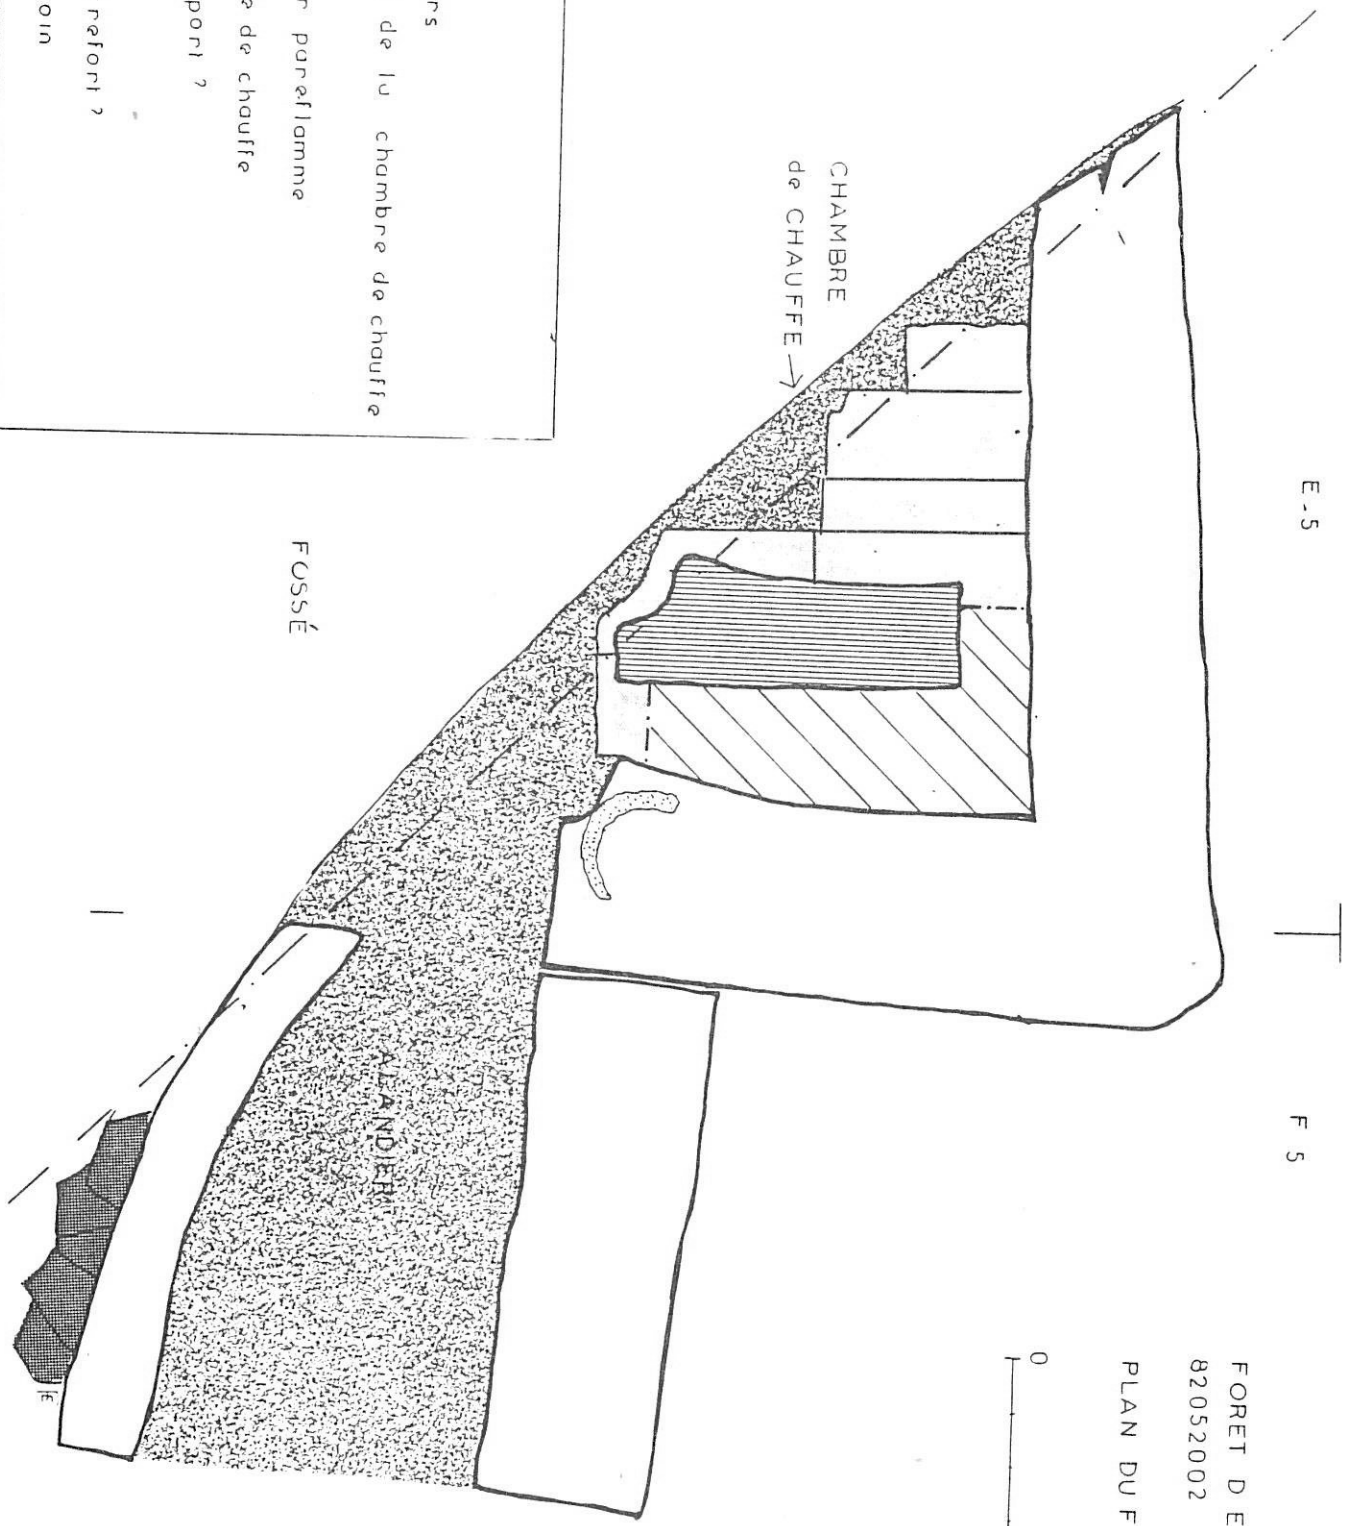 E-5
F 5
FORET D E
82052002
PLAN DU F
0
CHAMBRE
de CHAUFFE
FOSSÉ
ALANDIER
rs
de la chambre de chauffe
r pareflamme
e de chauffe
port ?
refort ?
oin